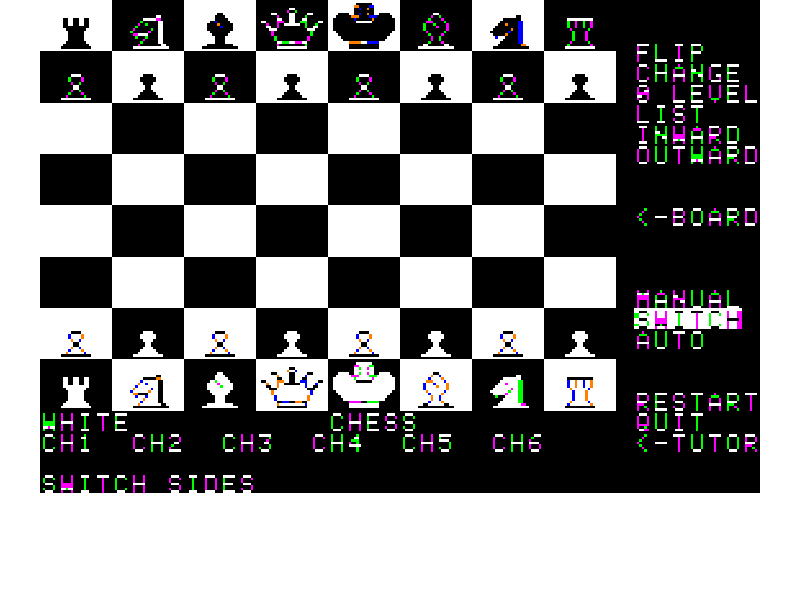 FLIP
CHANGE
5 LEVEL
LIST
INWARD
OUTWARD
<-BOARD
MANUAL
SWITCH
AUTO
RESTART
WHITE CHESS
QUIT
CH1 CH2 CH3 CH4 CH5 CH6
<-TUTOR
SWITCH SIDES